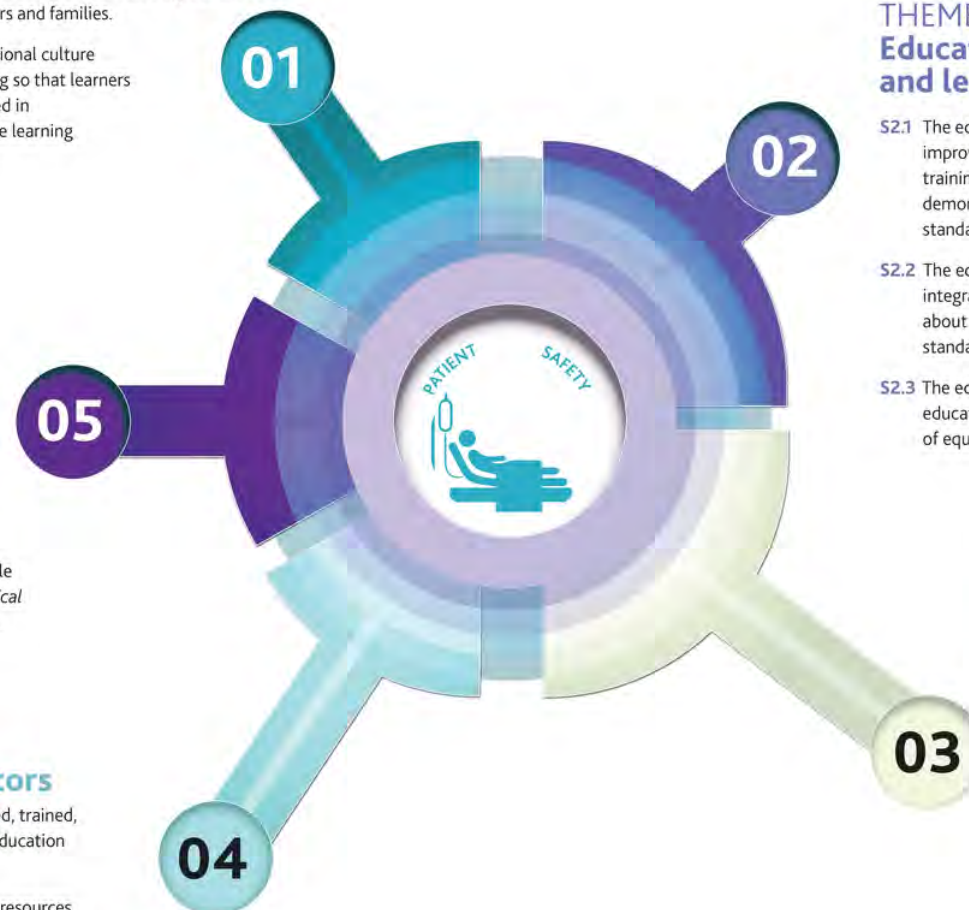 rs and families.
ional culture
g so that learners
ed in
e learning
01
THEME
Educa
and le
S2.1 The ed
improv
trainin
demon
standa
S2.2 The ed
integra
about
standa
S2.3 The ed
educat
of equ
02
PATIENT SAFETY
05
le
ical
03
tors
d, trained,
ducation
04
resources